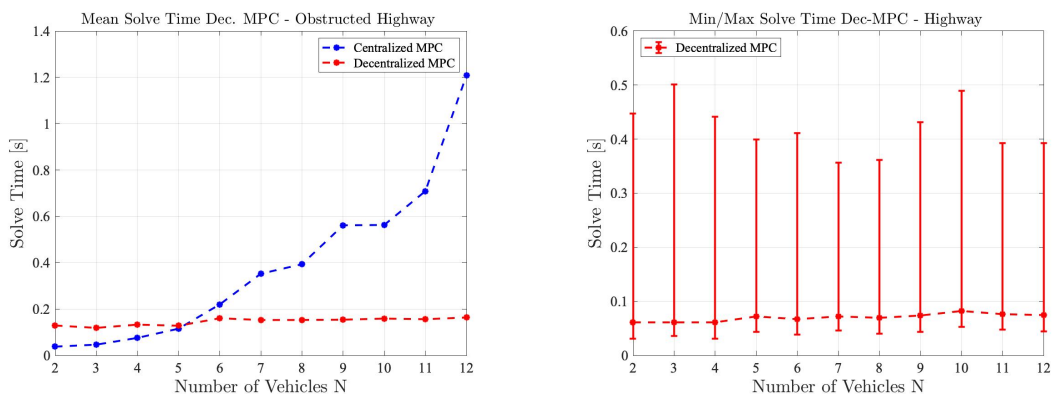 Mean Solve Time Dec. MPC - Obstructed Highway
1.4
1.2
1
0.8
0.6
0.4
0.2
0
Solve Time [s]
Centralized MPC
Decentralized MPC
2 3 4 5 6 7 8 9 10 11 12
Number of Vehicles N
Min/Max Solve Time Dec-MPC - Highway
0.6
0.5
0.4
0.3
0.2
0.1
0
Solve Time [s]
Decentralized MPC
2 3 4 5 6 7 8 9 10 11 12
Number of Vehicles N